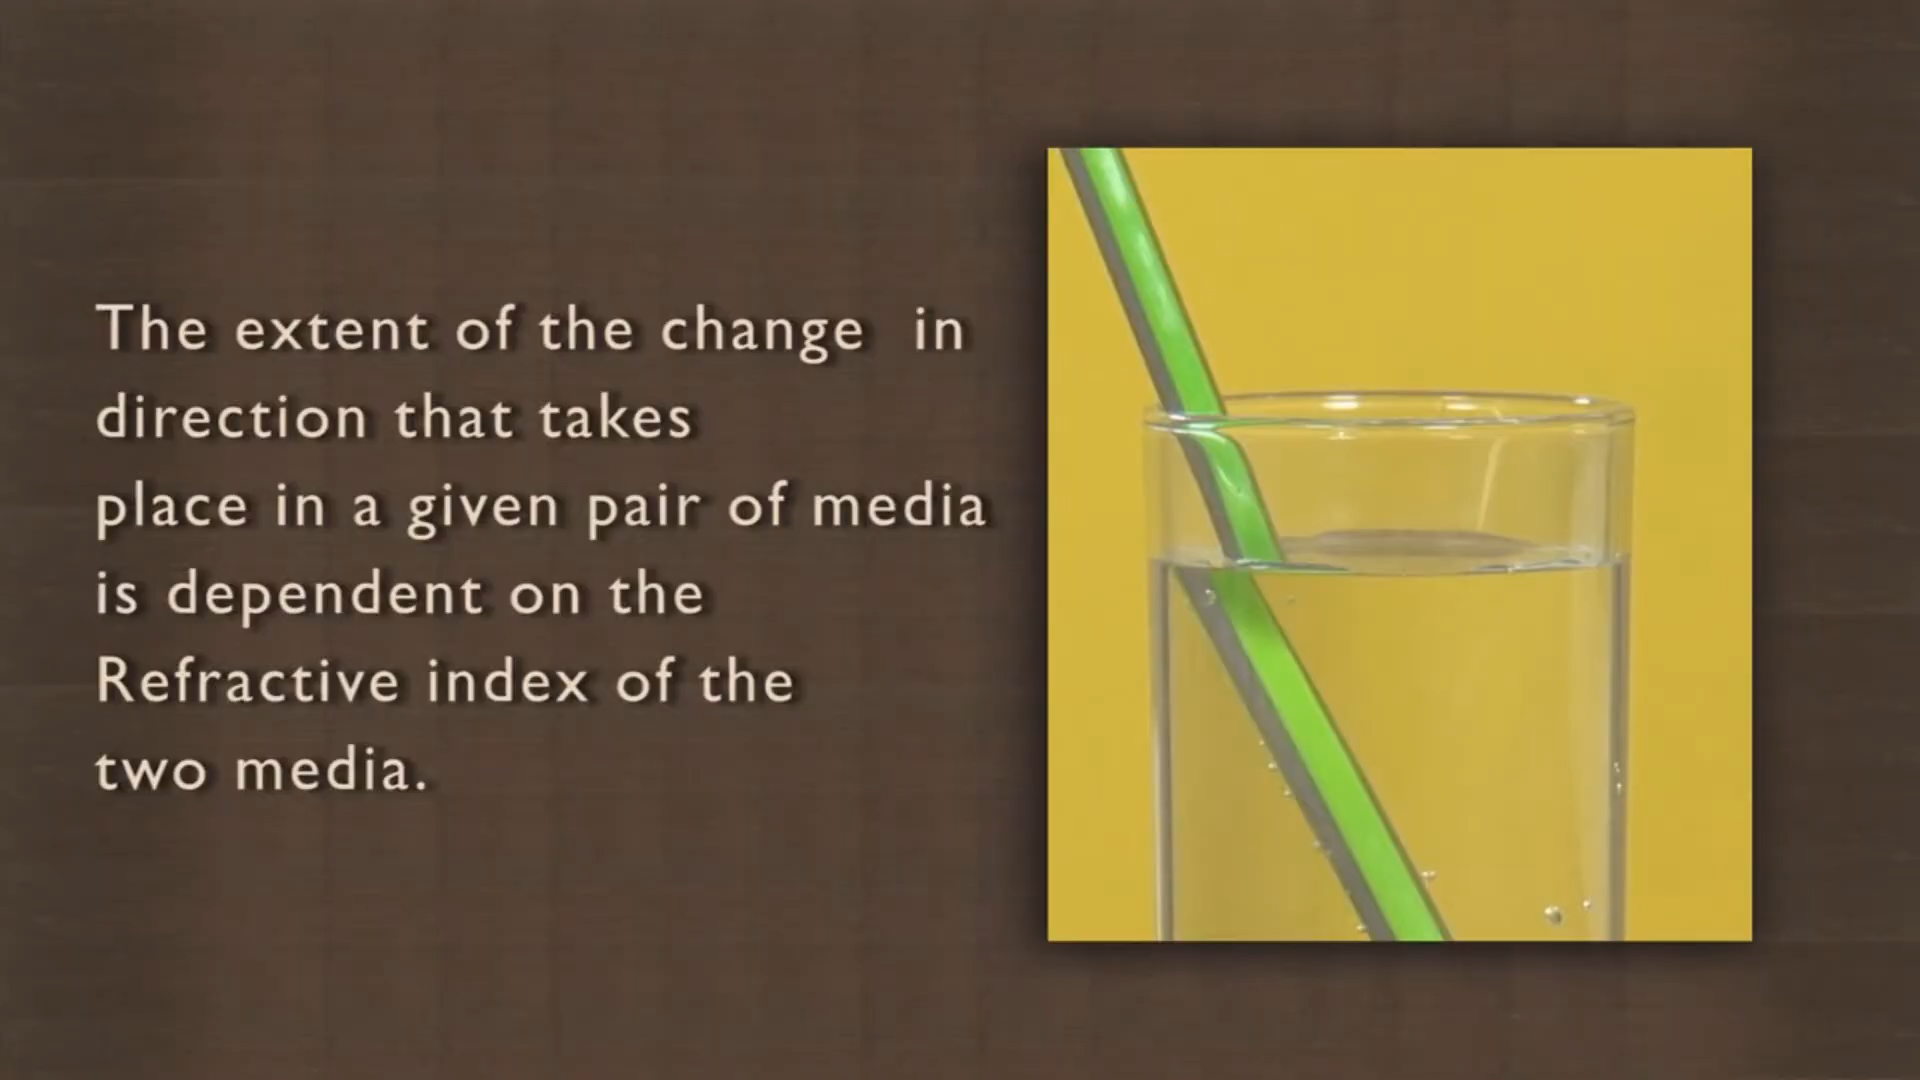 The extent of the change in
direction that takes
place in a given pair of media
is dependent on the
Refractive index of the
two media.